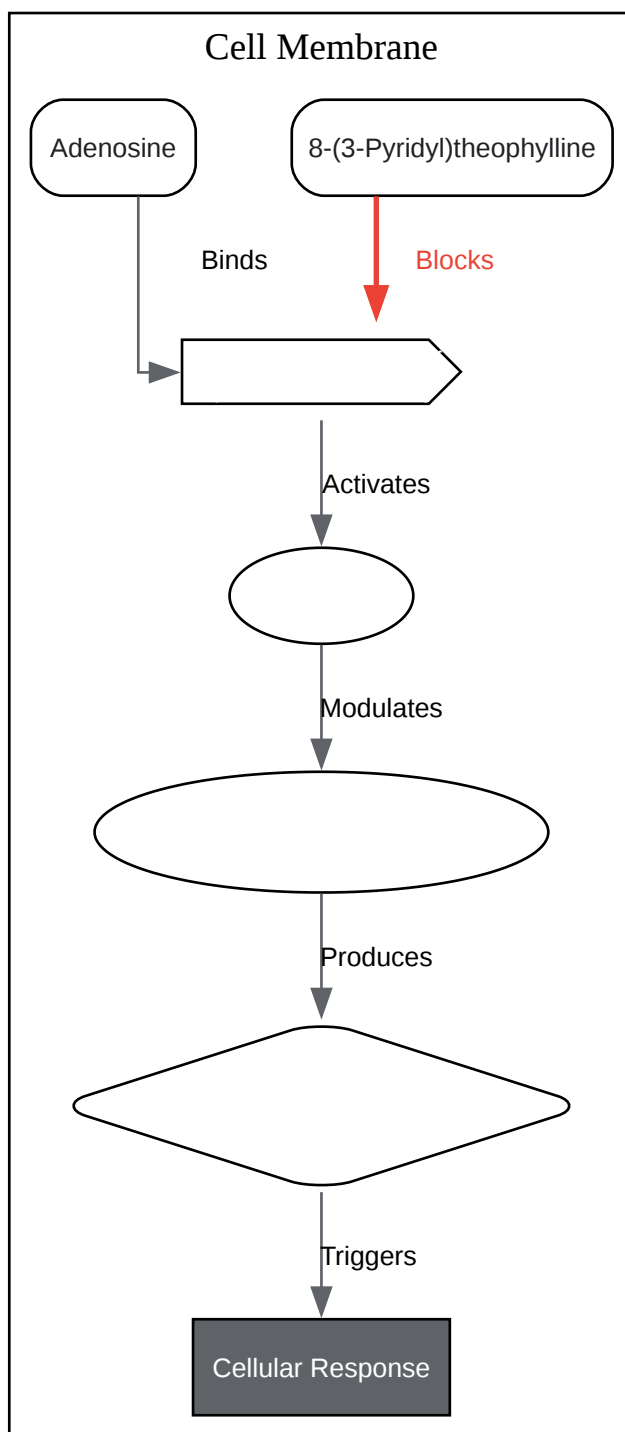 Cell Membrane
Adenosine
8-(3-Pyridyl)theophylline
Binds
Blocks
Activates
Modulates
Produces
Triggers
Cellular Response